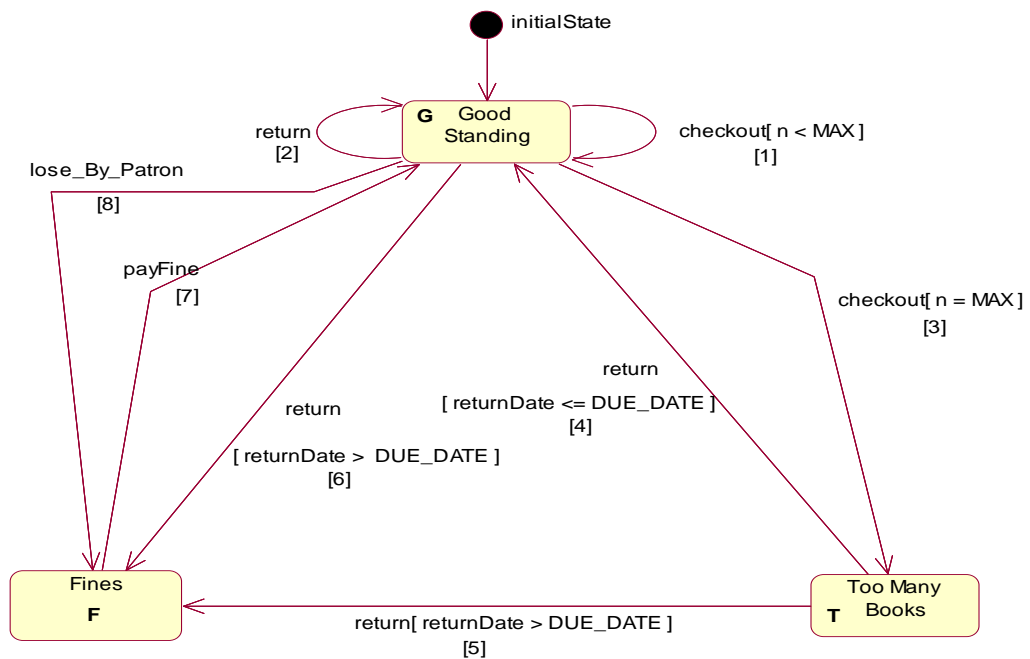 initialState
G Good
Standing
return
[2]
checkout[ n < MAX ]
[1]
lose_By_Patron
[8]
payFine
[7]
checkout[ n = MAX ]
[3]
return
[ returnDate <= DUE_DATE ]
[4]
return
[ returnDate > DUE_DATE ]
[6]
Fines
F
Too Many
Books
T
return[ returnDate > DUE_DATE ]
[5]